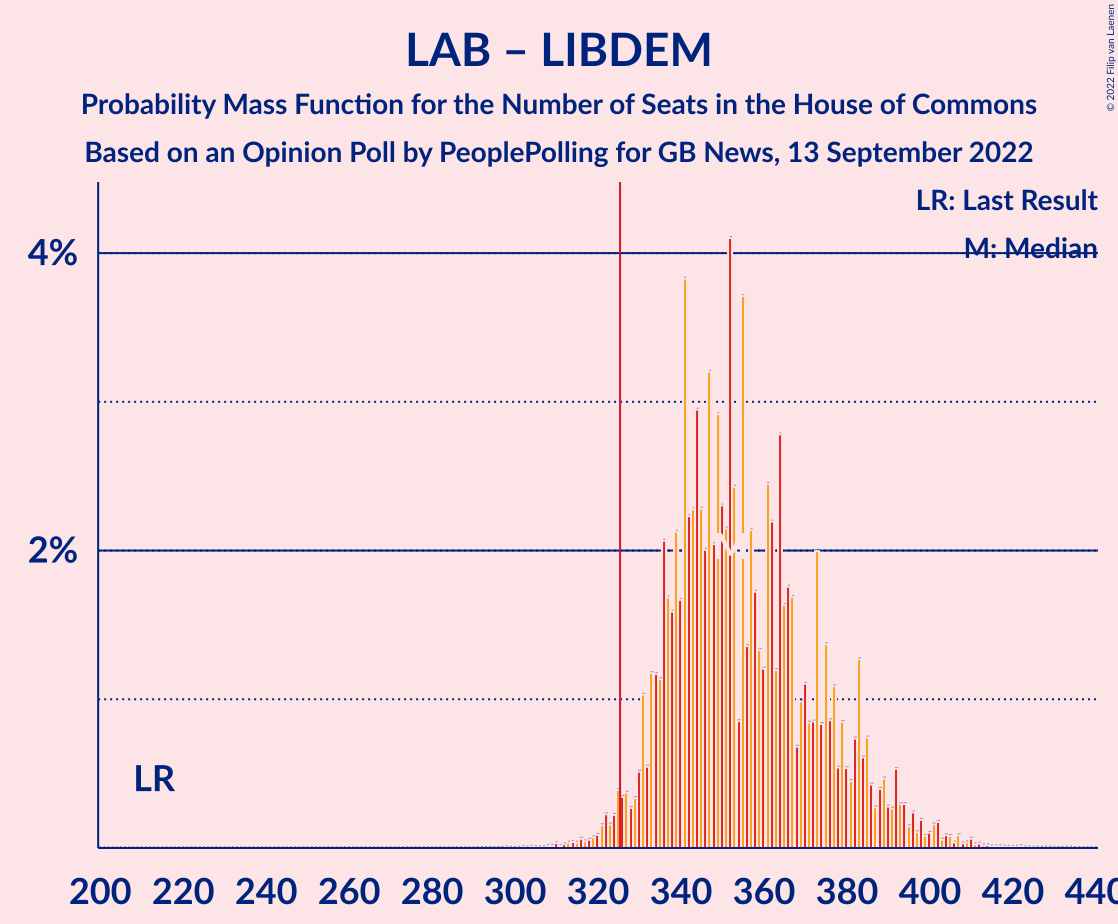 LAB – LIBDEM
Probability Mass Function for the Number of Seats in the House of Commons
Based on an Opinion Poll by PeoplePolling for GB News, 13 September 2022
© 2022 Filip van Laenen
LR: Last Result
M: Median
4%
2%
LR
M
200 220 240 260 280 300 320 340 360 380 400 420 440